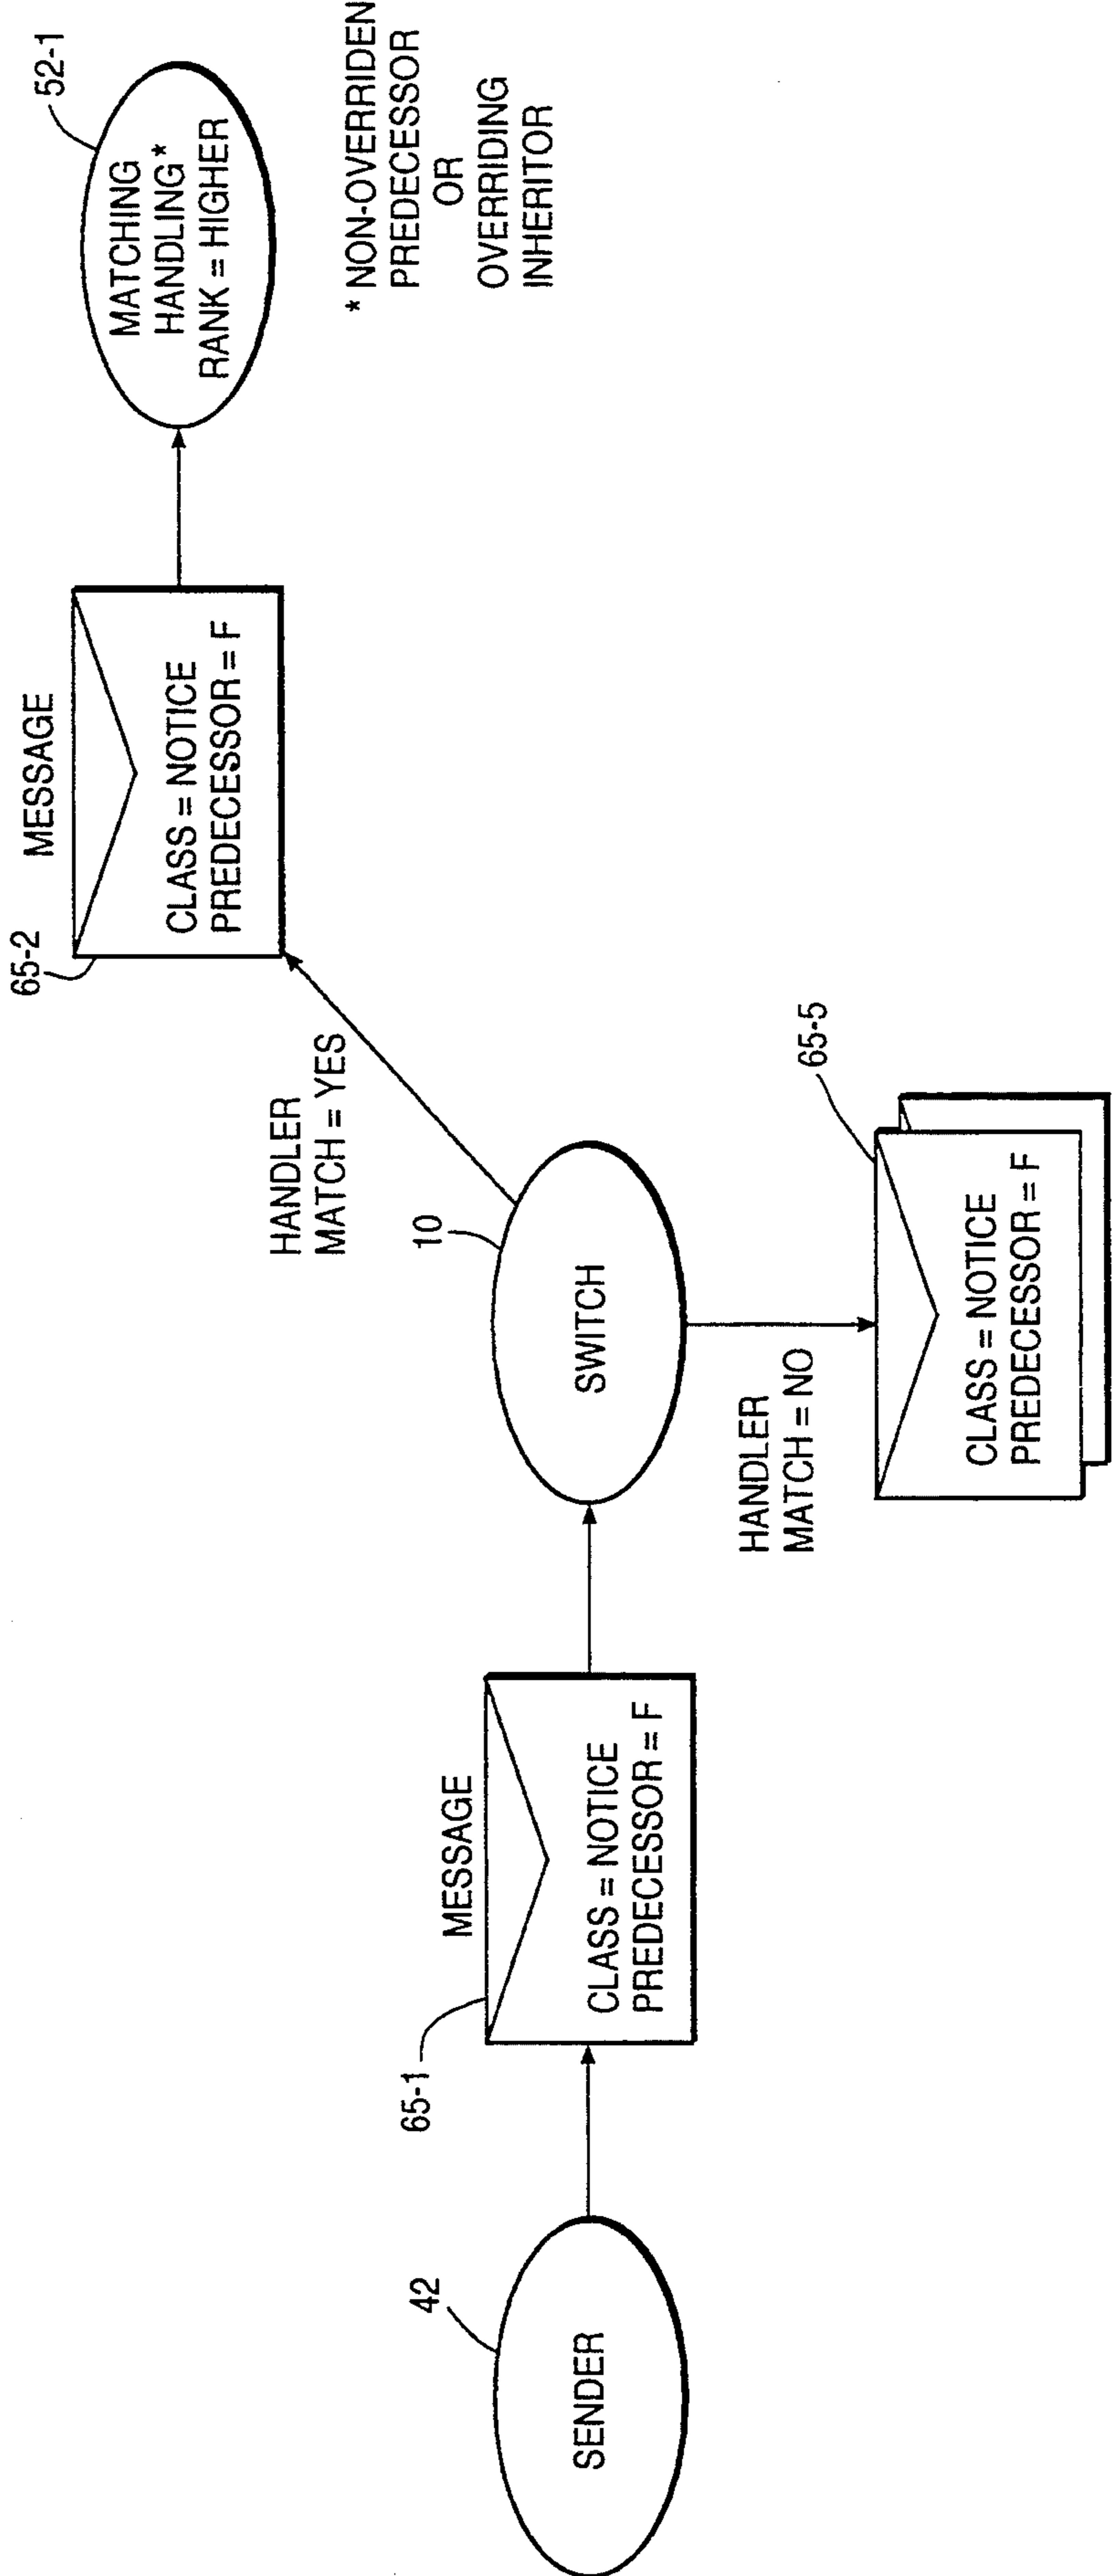 42
SENDER
65-1
MESSAGE
CLASS = NOTICE
PREDECESSOR = F
10
SWITCH
HANDLER
MATCH = YES
HANDLER
MATCH = NO
65-5
CLASS = NOTICE
PREDECESSOR = F
65-2
MESSAGE
CLASS = NOTICE
PREDECESSOR = F
52-1
MATCHING
HANDLING*
RANK = HIGHER
* NON-OVERRIDEN
PREDECESSOR
OR
OVERRIDING
INHERITOR